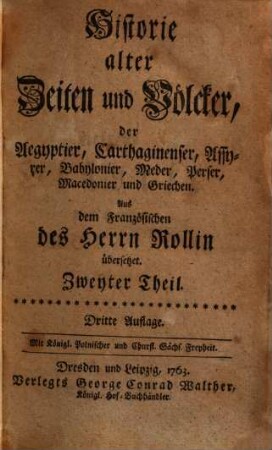 Historie
alter
Zeiten und Völcker,
der
Aegyptier, Carthaginenser, Assy-
rer, Babylonier, Meder, Perser,
Macedonier und Griechen.
Aus
dem Französischen
des Herrn Rollin
übersetzet.
Zweyter Theil.
Dritte Auflage.
Mit Königl. Polnischer und Churfl. Sächs. Freyheit.
Dresden und Leipzig, 1763.
Verlegts George Conrad Walther,
Königl. Hof-Buchhändler.